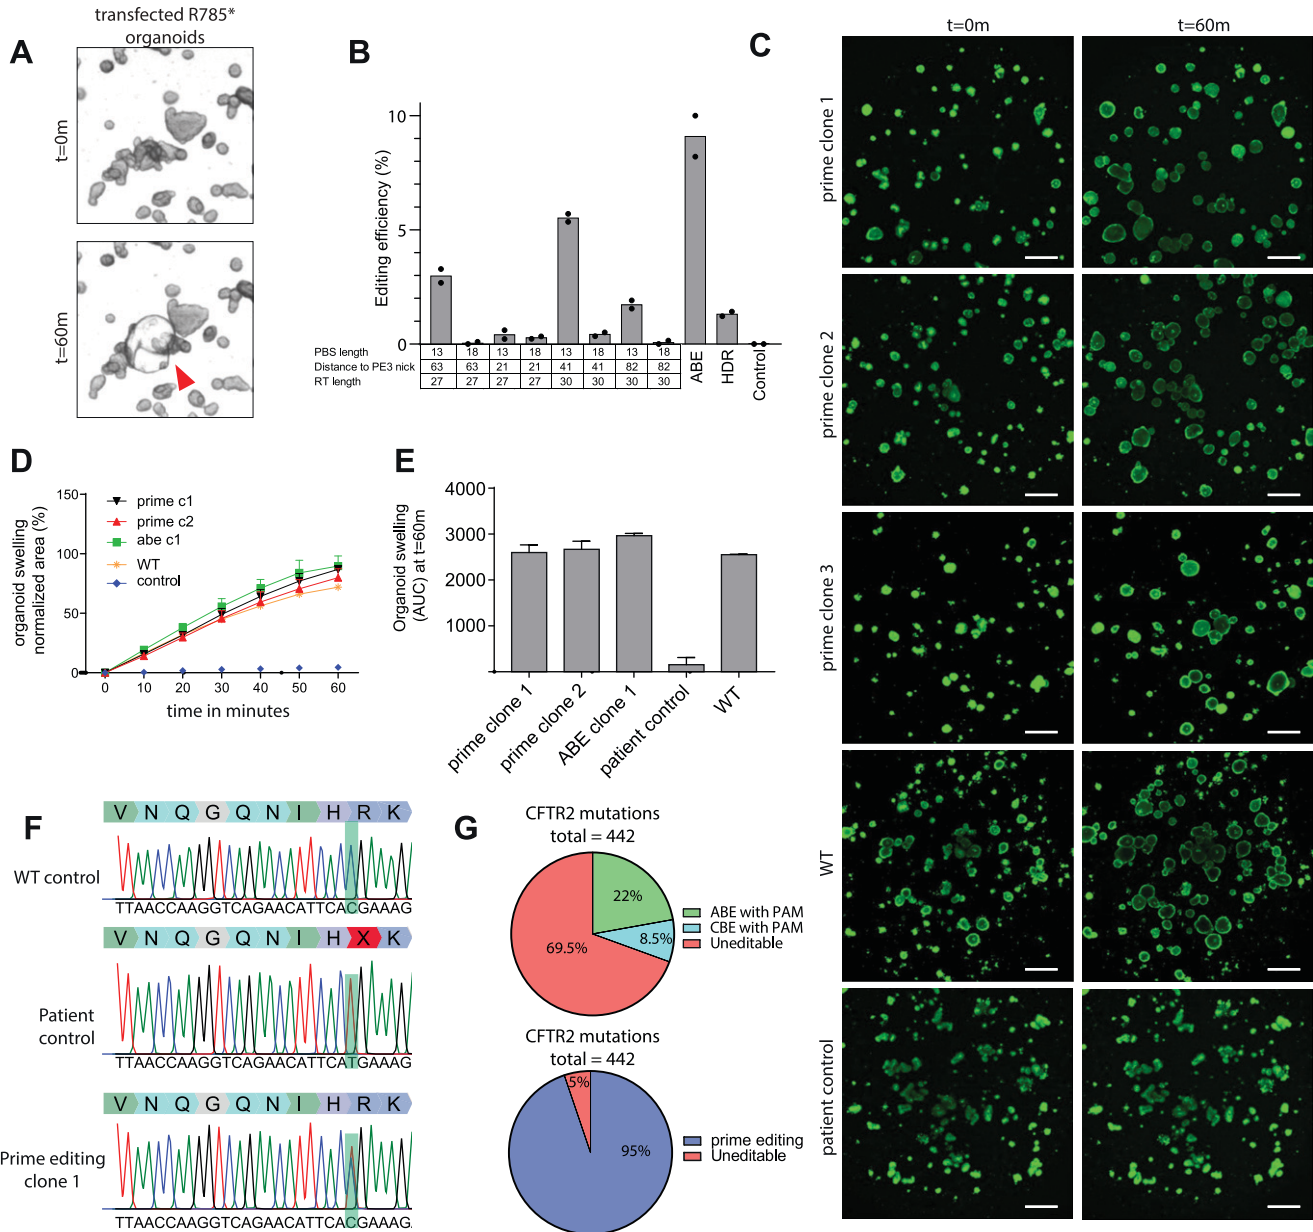 transfected R785*
organoids
A
t=0m
t=60m
B
Editing efficiency (%)
10
5
0
PBS length 13 18 13 18 13 18 13 18
Distance to PE3 nick 63 63 21 21 41 41 82 82
RT length 27 27 27 27 30 30 30 30
ABE
HDR
Control
C
t=0m t=60m
prime clone 1
prime clone 2
prime clone 3
WT
patient control
D
organoid swelling
normalized area (%)
150
100
50
0
prime c1
prime c2
abe c1
WT
control
0 10 20 30 40 50 60
time in minutes
E
Organoid swelling
(AUC) at t=60m
4000
3000
2000
1000
prime clone 1
prime clone 2
ABE clone 1
patient control
WT
F
V N Q G Q N I H R K
WT control
TTAACCAAGGTCAGAACATTCACGAAAG
V N Q G Q N I H X K
Patient
control
TTAACCAAGGTCAGAACATTCATGAAAG
V N Q G Q N I H R K
Prime editing
clone 1
TTAACCAAGGTCAGAACATTCACGAAAG
G
CFTR2 mutations
total = 442
22%
8.5%
69.5%
ABE with PAM
CBE with PAM
Uneditable
CFTR2 mutations
total = 442
5%
95%
prime editing
Uneditable